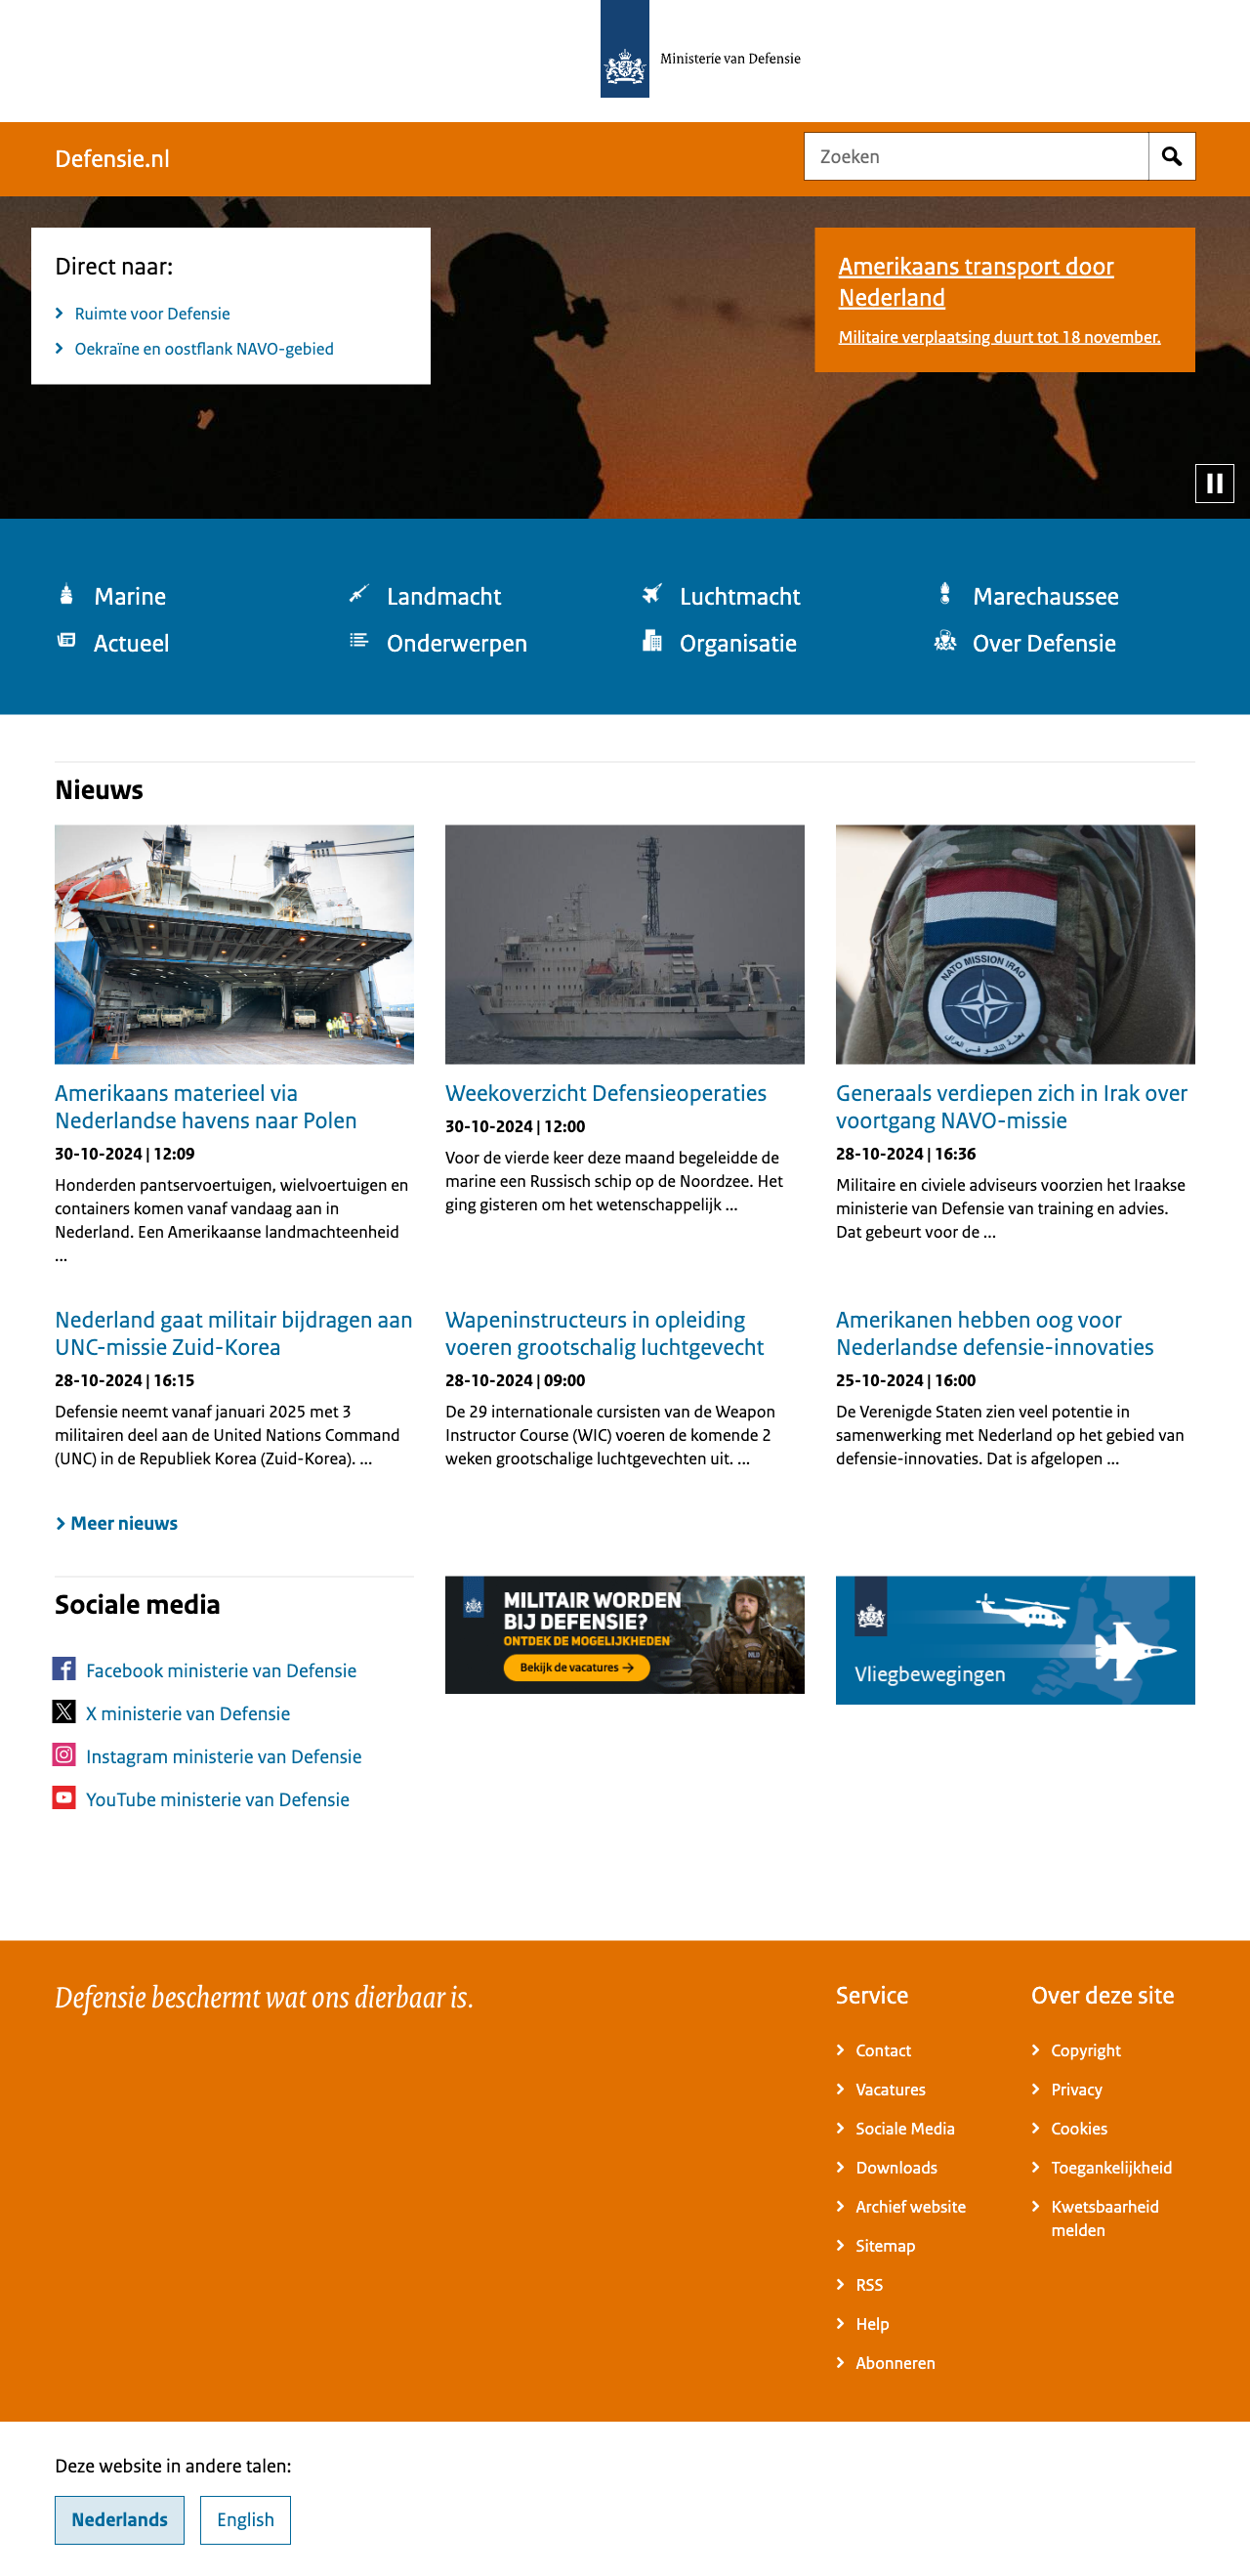 Ministerie van Defensie
Defensie.nl
Zoeken
Direct naar:
Ruimte voor Defensie
Oekraïne en oostflank NAVO-gebied
Amerikaans transport door
Nederland
Militaire verplaatsing duurt tot 18 november.
Marine
Landmacht
Luchtmacht
Marechaussee
Actueel
Onderwerpen
Organisatie
Over Defensie
Nieuws
NATO MISSION IRAQ
Amerikaans materieel via
Nederlandse havens naar Polen
30-10-2024 | 12:09
Honderden pantservoertuigen, wielvoertuigen en
containers komen vanaf vandaag aan in
Nederland. Een Amerikaanse landmachteenheid
...
Weekoverzicht Defensieoperaties
30-10-2024 | 12:00
Voor de vierde keer deze maand begeleidde de
marine een Russisch schip op de Noordzee. Het
ging gisteren om het wetenschappelijk ...
Generaals verdiepen zich in Irak over
voortgang NAVO-missie
28-10-2024 | 16:36
Militaire en civiele adviseurs voorzien het Iraakse
ministerie van Defensie van training en advies.
Dat gebeurt voor de ...
Nederland gaat militair bijdragen aan
UNC-missie Zuid-Korea
28-10-2024 | 16:15
Defensie neemt vanaf januari 2025 met 3
militairen deel aan de United Nations Command
(UNC) in de Republiek Korea (Zuid-Korea). ...
Wapeninstructeurs in opleiding
voeren grootschalig luchtgevecht
28-10-2024 | 09:00
De 29 internationale cursisten van de Weapon
Instructor Course (WIC) voeren de komende 2
weken grootschalige luchtgevechten uit. ...
Amerikanen hebben oog voor
Nederlandse defensie-innovaties
25-10-2024 | 16:00
De Verenigde Staten zien veel potentie in
samenwerking met Nederland op het gebied van
defensie-innovaties. Dat is afgelopen ...
Meer nieuws
Sociale media
Facebook ministerie van Defensie
X ministerie van Defensie
Instagram ministerie van Defensie
YouTube ministerie van Defensie
MILITAIR WORDEN
BIJ DEFENSIE?
ONTDEK DE MOGELIJKHEDEN
Bekijk de vacatures →
Vliegbewegingen
Defensie beschermt wat ons dierbaar is.
Service
Contact
Vacatures
Sociale Media
Downloads
Archief website
Sitemap
RSS
Help
Abonneren
Over deze site
Copyright
Privacy
Cookies
Toegankelijkheid
Kwetsbaarheid
melden
Deze website in andere talen:
Nederlands
English